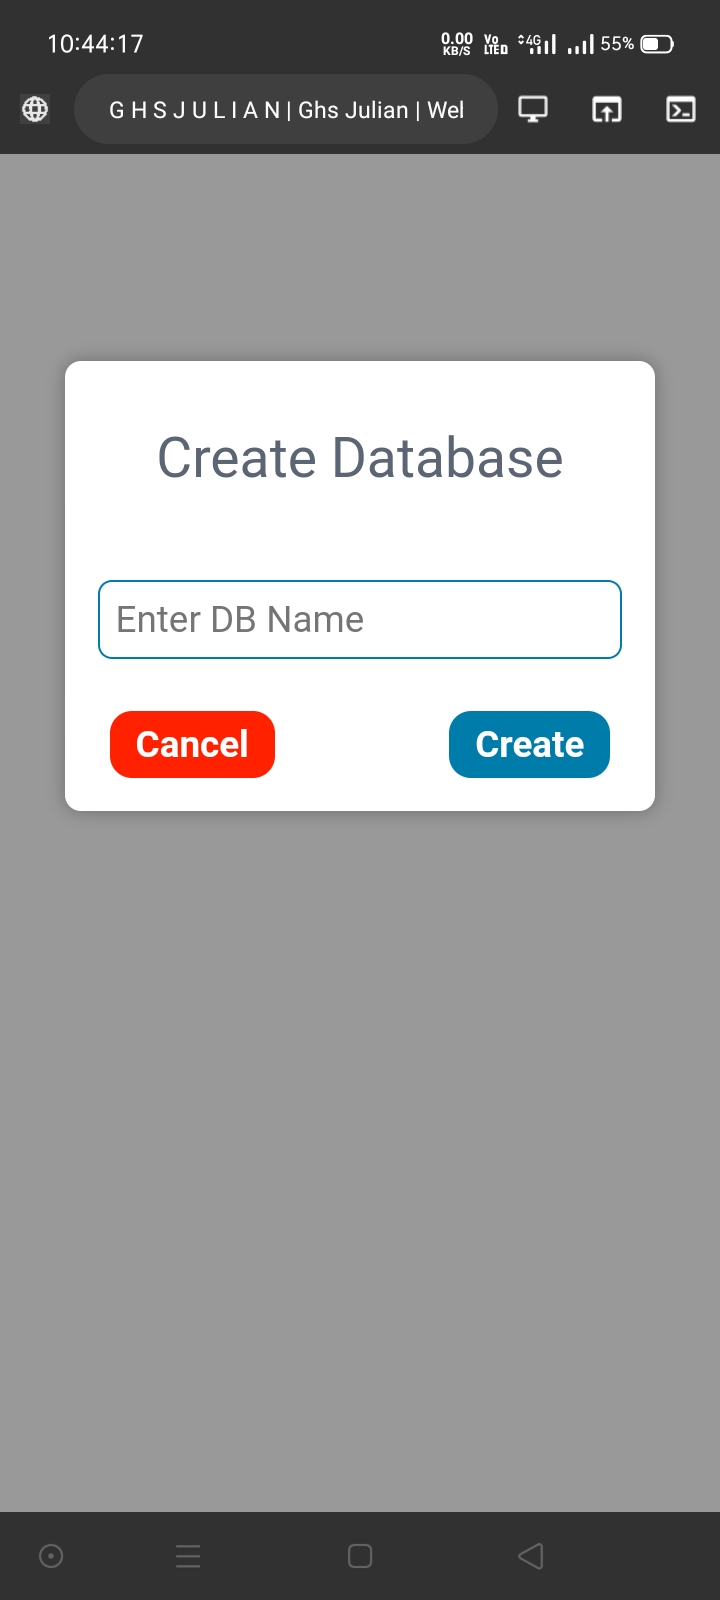 10:44:17 0.00 KB/S Vo LTE 4G 55%
G H S J U L I A N | Ghs Julian | Wel
Create Database
Enter DB Name
Cancel Create